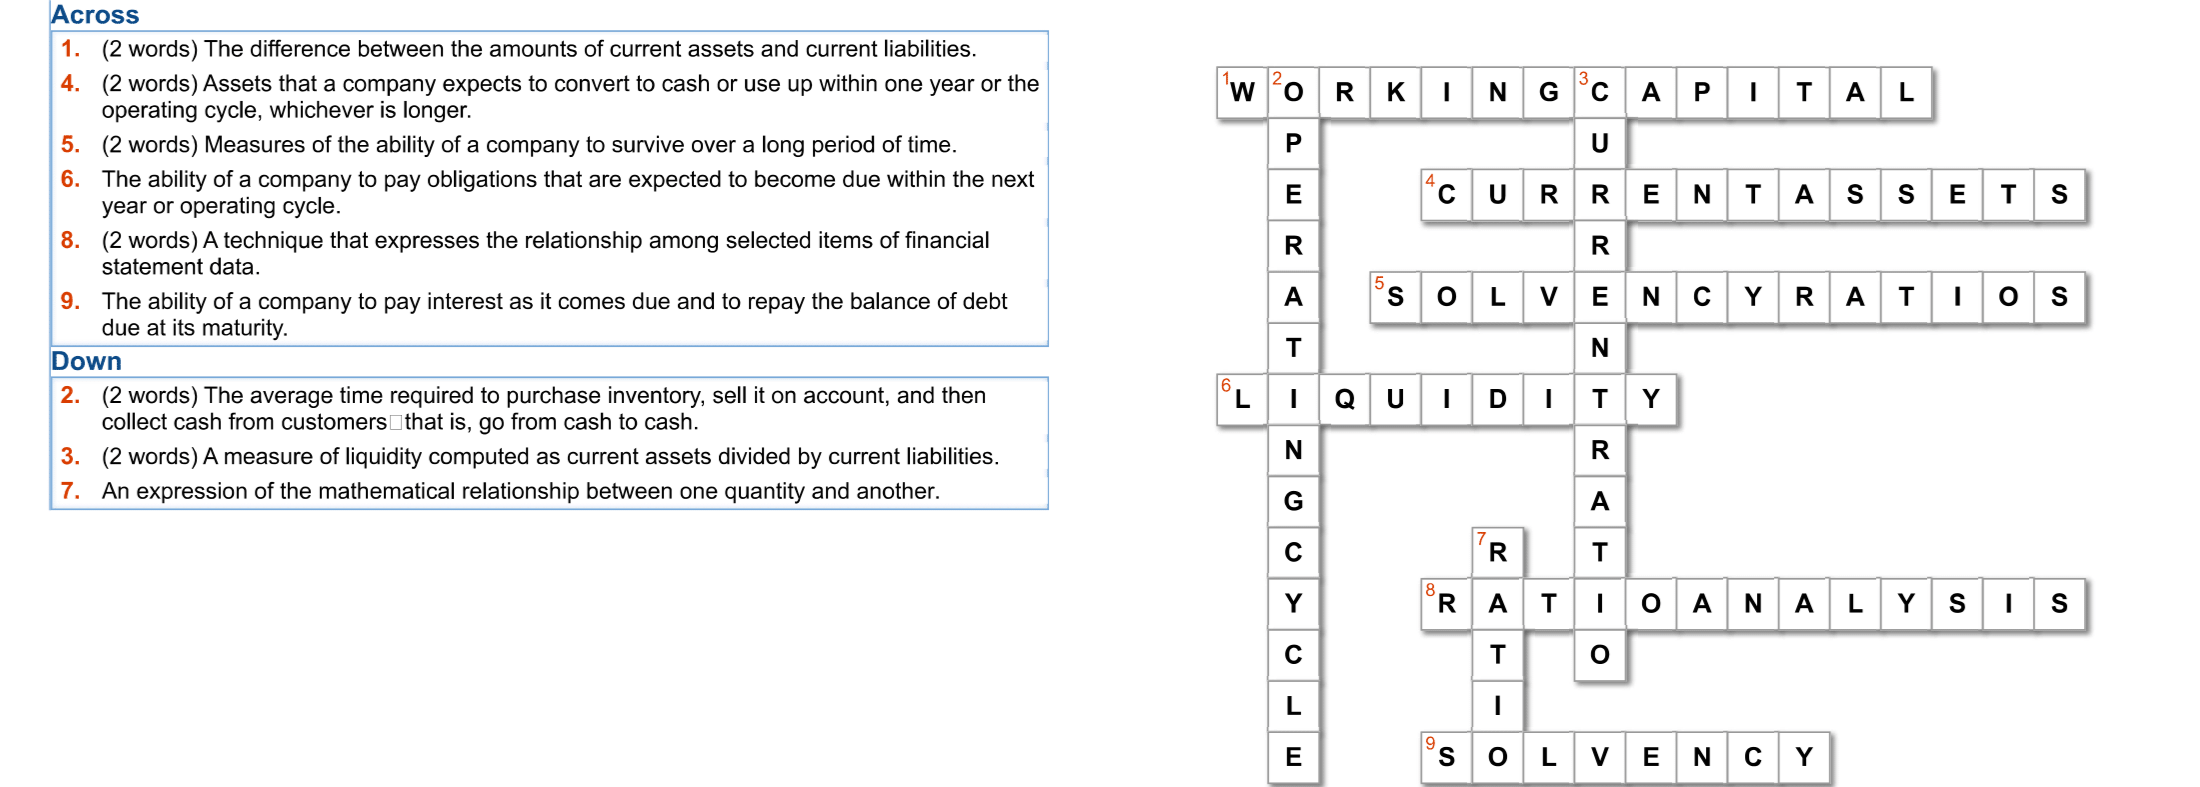 Across
1. (2 words) The difference between the amounts of current assets and current liabilities.
4. (2 words) Assets that a company expects to convert to cash or use up within one year or the
operating cycle, whichever is longer.
5. (2 words) Measures of the ability of a company to survive over a long period of time.
6. The ability of a company to pay obligations that are expected to become due within the next
year or operating cycle.
8. (2 words) A technique that expresses the relationship among selected items of financial
statement data.
9. The ability of a company to pay interest as it comes due and to repay the balance of debt
due at its maturity.
Down
2. (2 words) The average time required to purchase inventory, sell it on account, and then
collect cash from customers□that is, go from cash to cash.
3. (2 words) A measure of liquidity computed as current assets divided by current liabilities.
7. An expression of the mathematical relationship between one quantity and another.
1 W 2 O R K I N G 3 C A P I T A L
P U
E 4 C U R R E N T A S S E T S
R R
A 5 S O L V E N C Y R A T I O S
T N
6 L I Q U I D I T Y
N R
G A
C 7 R T
Y 8 R A T I O A N A L Y S I S
C T O
L I
E 9 S O L V E N C Y